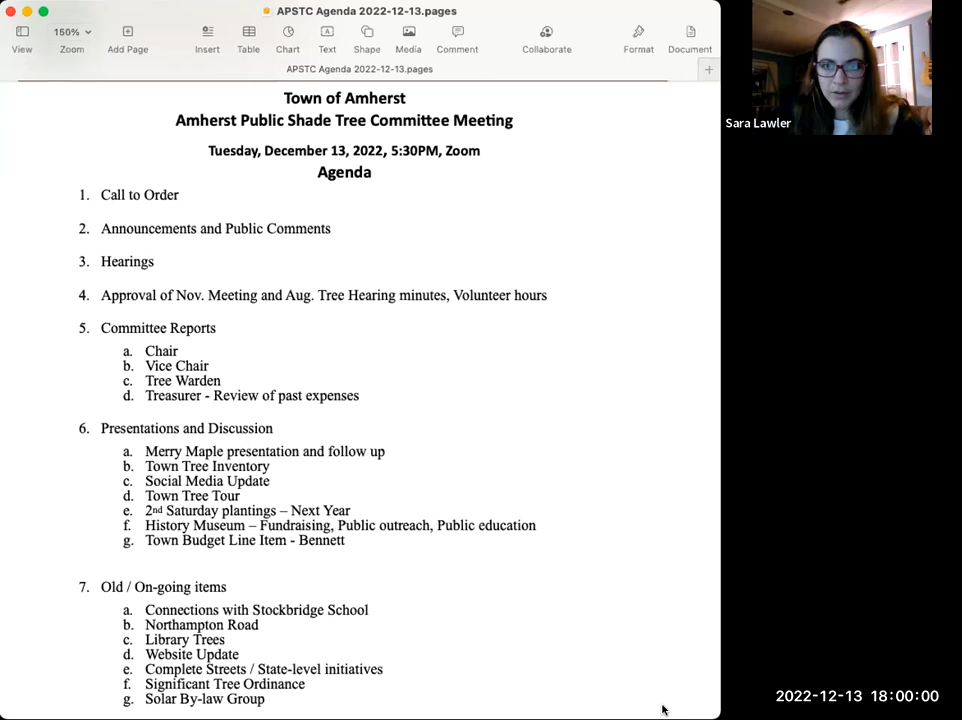 APSTC Agenda 2022-12-13.pages
150%
View Zoom Add Page Insert Table Chart Text Shape Media Comment Collaborate Format Document
APSTC Agenda 2022-12-13.pages
Town of Amherst
Amherst Public Shade Tree Committee Meeting
Tuesday, December 13, 2022, 5:30PM, Zoom
Agenda
1. Call to Order
2. Announcements and Public Comments
3. Hearings
4. Approval of Nov. Meeting and Aug. Tree Hearing minutes, Volunteer hours
5. Committee Reports
a. Chair
b. Vice Chair
c. Tree Warden
d. Treasurer - Review of past expenses
6. Presentations and Discussion
a. Merry Maple presentation and follow up
b. Town Tree Inventory
c. Social Media Update
d. Town Tree Tour
e. 2nd Saturday plantings – Next Year
f. History Museum – Fundraising, Public outreach, Public education
g. Town Budget Line Item - Bennett
7. Old / On-going items
a. Connections with Stockbridge School
b. Northampton Road
c. Library Trees
d. Website Update
e. Complete Streets / State-level initiatives
f. Significant Tree Ordinance
g. Solar By-law Group
Sara Lawler
2022-12-13 18:00:00